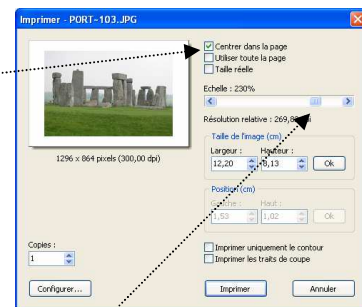 Imprimer - PORT-103.JPG
Centrer dans la page
Utiliser toute la page
Taille réelle
Echelle : 230%
Résolution relative :
1296 x 864 pixels (300,00 dpi)
Taille de l'image (cm)
Largeur : Hauteur :
12,20 8,13 Ok
Position (cm)
Gauche : Haut :
1,53 1,02 Ok
Copies :
1
Imprimer uniquement le contour
Imprimer les traits de coupe
Configurer... Imprimer Annuler